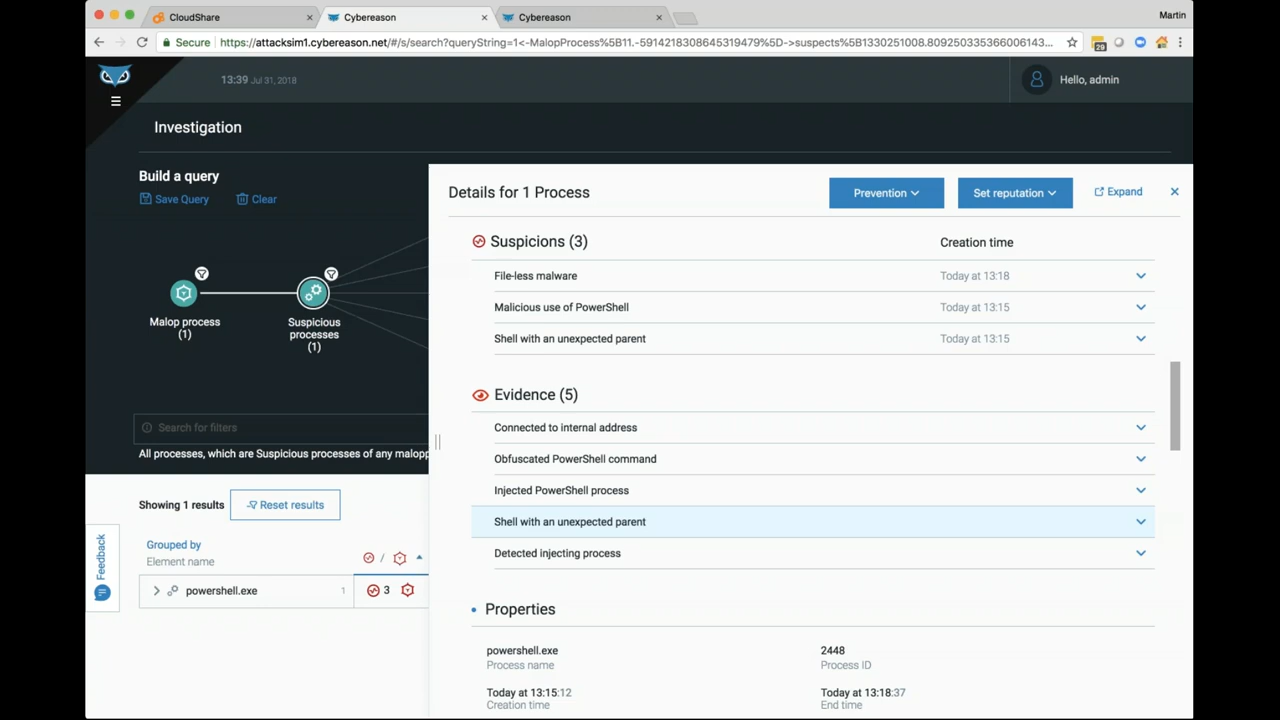 CloudShare
Cybereason
Cybereason
Martin
Secure
https://attacksim1.cybereason.net/#/s/search?queryString=1<-MalopProcess%5B11.-5914218308645319479%5D->suspects%5B1330251008.809250335366006143...
29
13:39 Jul 31, 2018
Hello, admin
Investigation
Build a query
Save Query
Clear
Malop process
(1)
Suspicious
processes
(1)
Search for filters
All processes, which are Suspicious processes of any malopp
Showing 1 results
Reset results
Grouped by
Element name
/
powershell.exe
1
3
Feedback
Details for 1 Process
Prevention
Set reputation
Expand
Suspicions (3)
Creation time
File-less malware
Today at 13:18
Malicious use of PowerShell
Today at 13:15
Shell with an unexpected parent
Today at 13:15
Evidence (5)
Connected to internal address
Obfuscated PowerShell command
Injected PowerShell process
Shell with an unexpected parent
Detected injecting process
Properties
powershell.exe
Process name
2448
Process ID
Today at 13:15:12
Creation time
Today at 13:18:37
End time